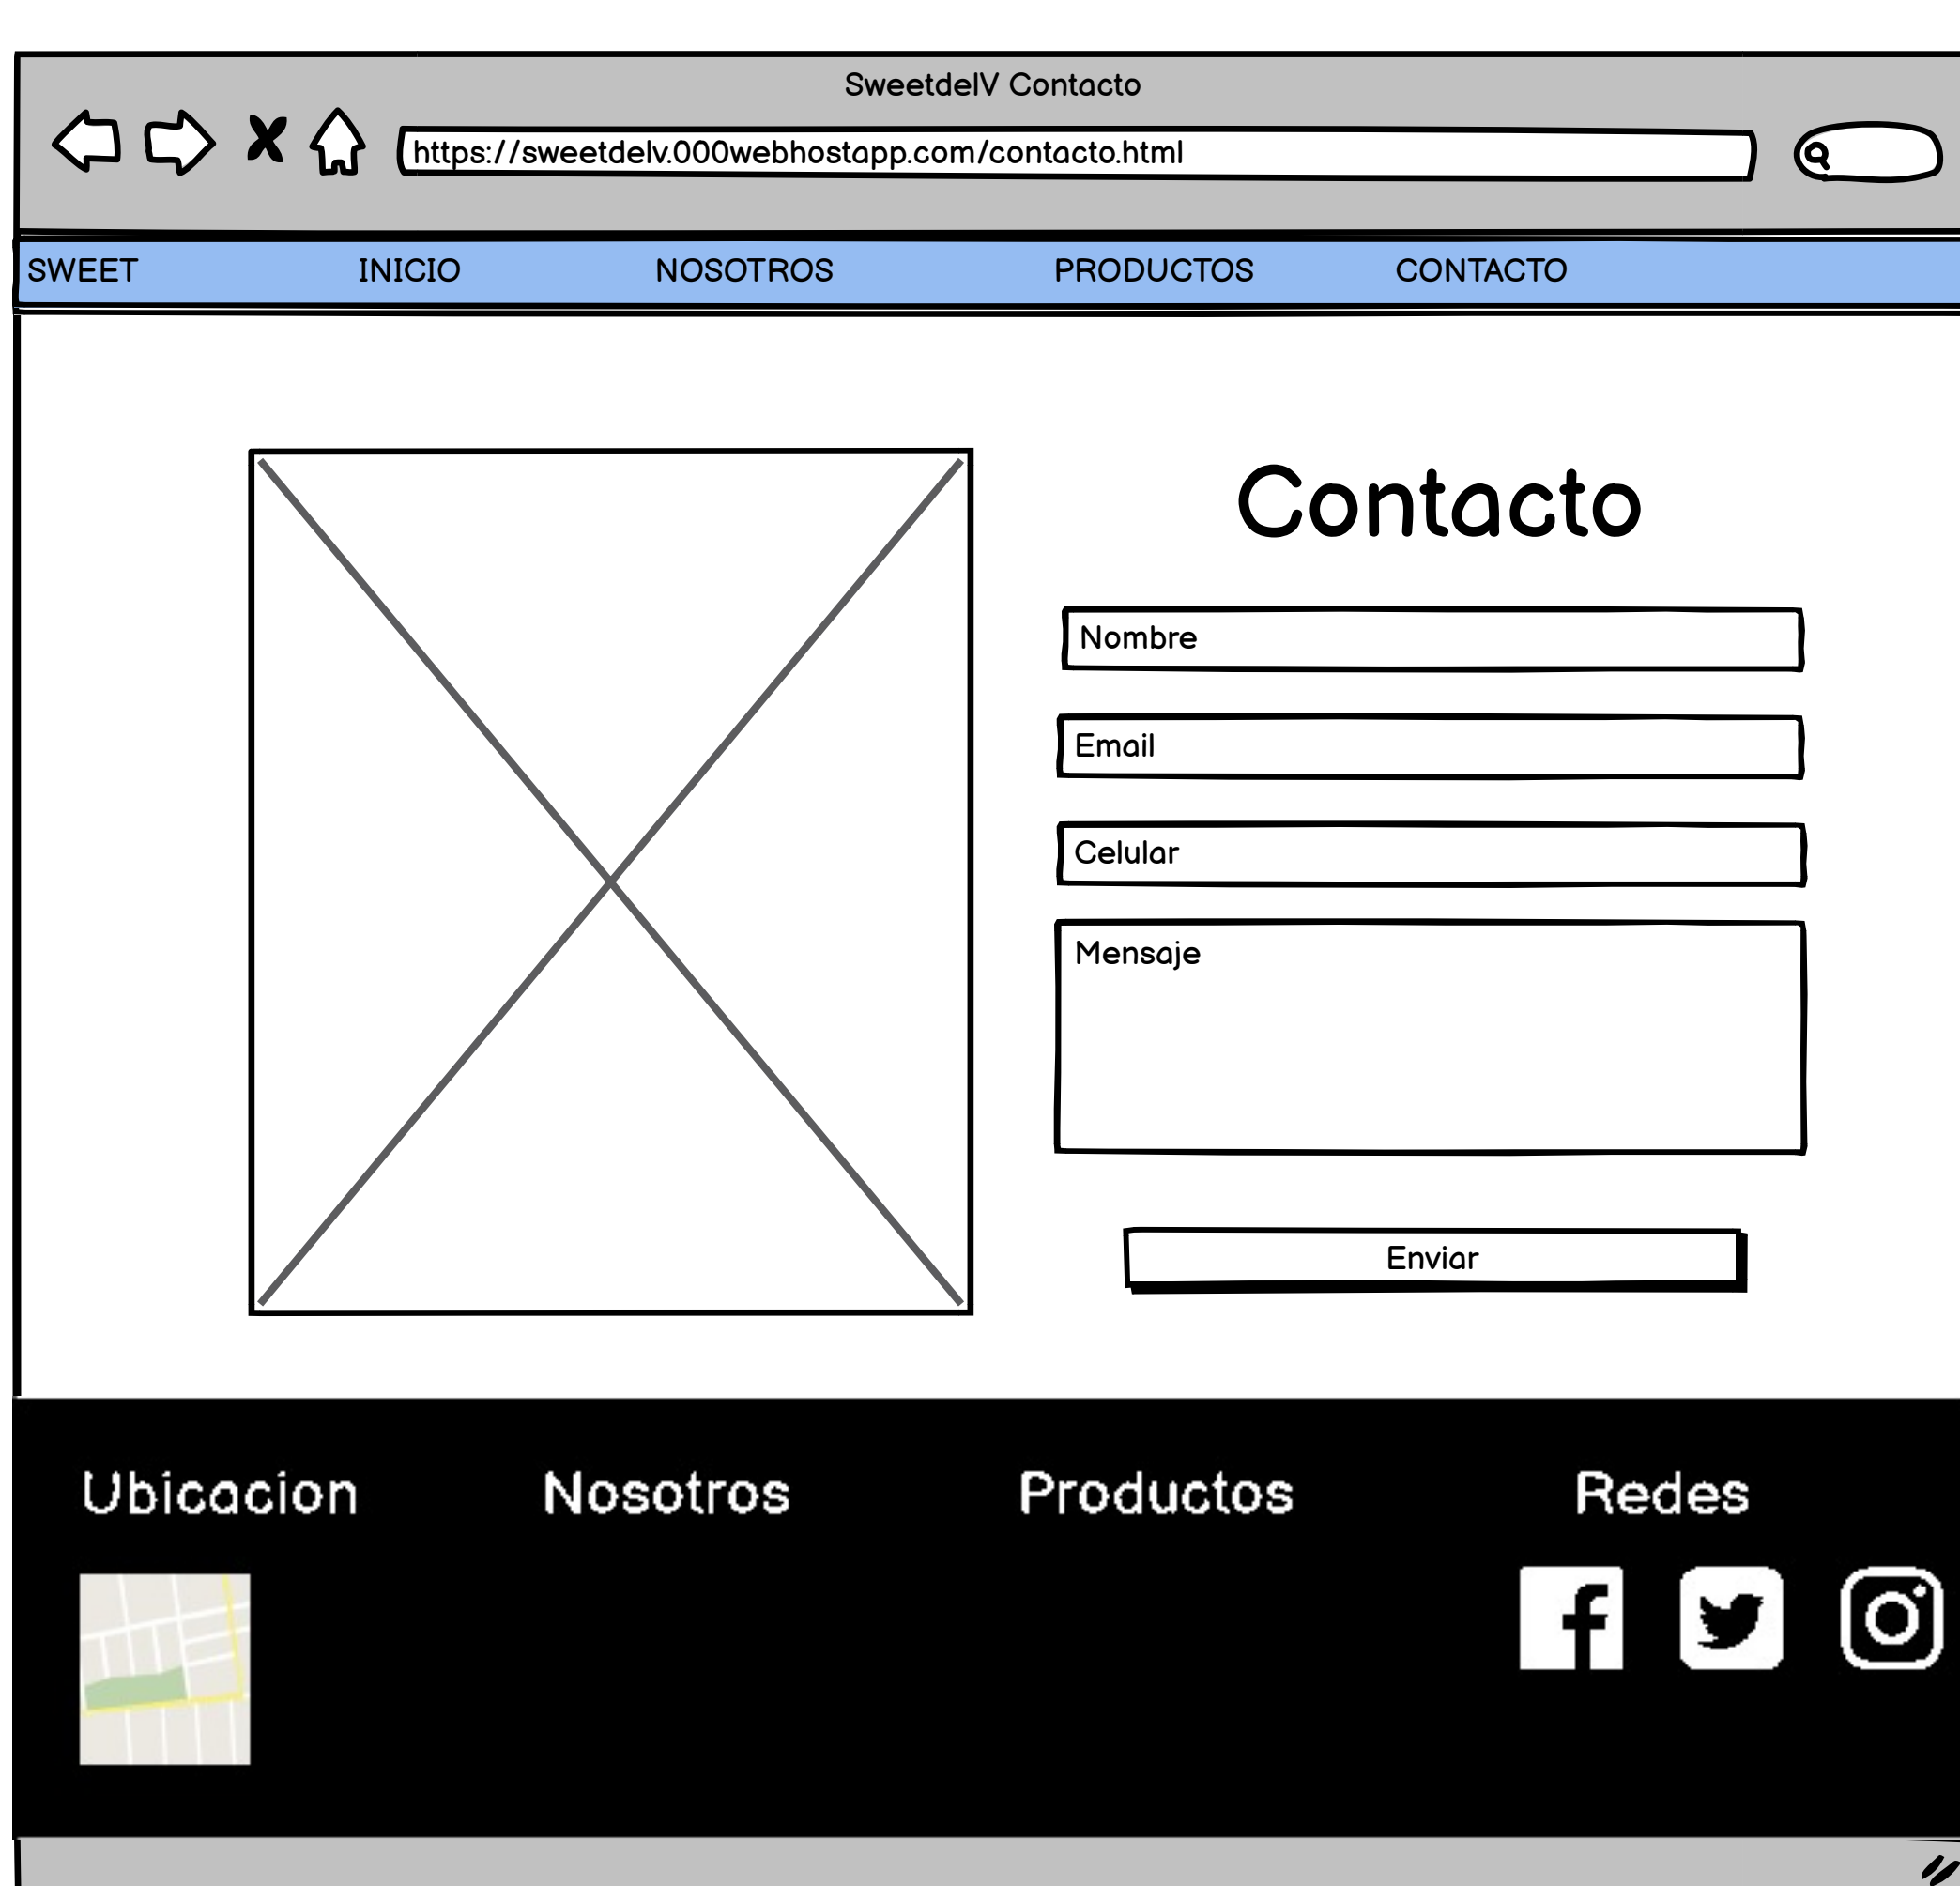 SweetdelV Contacto
https://sweetdelv.000webhostapp.com/contacto.html
SWEET INICIO NOSOTROS PRODUCTOS CONTACTO
Contacto
Nombre
Email
Celular
Mensaje
Enviar
Ubicacion Nosotros Productos Redes